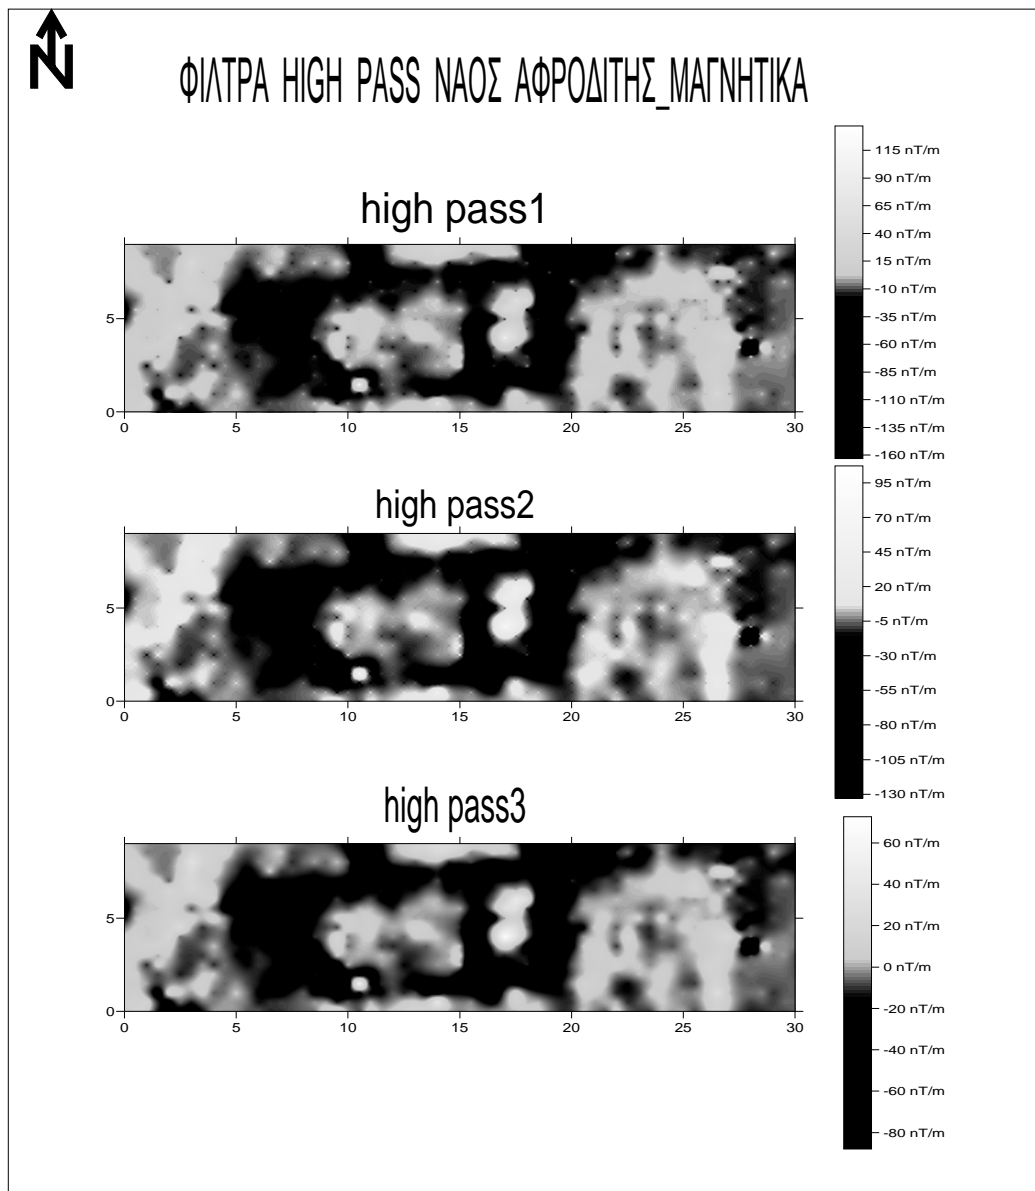 N
ΦΙΛΤΡΑ HIGH PASS ΝΑΟΣ ΑΦΡΟΔΙΤΗΣ_ΜΑΓΝΗΤΙΚΑ
high pass1
115 nT/m
90 nT/m
65 nT/m
40 nT/m
15 nT/m
-10 nT/m
-35 nT/m
-60 nT/m
-85 nT/m
-110 nT/m
-135 nT/m
-160 nT/m
5
0
0 5 10 15 20 25 30
high pass2
95 nT/m
70 nT/m
45 nT/m
20 nT/m
-5 nT/m
-30 nT/m
-55 nT/m
-80 nT/m
-105 nT/m
-130 nT/m
5
0
0 5 10 15 20 25 30
high pass3
60 nT/m
40 nT/m
20 nT/m
0 nT/m
-20 nT/m
-40 nT/m
-60 nT/m
-80 nT/m
5
0
0 5 10 15 20 25 30